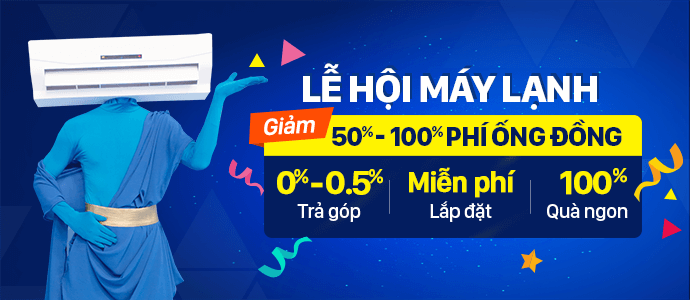 LỄ HỘI MÁY LẠNH
Giảm 50%-100% PHÍ ỐNG ĐỒNG
0%-0.5% Miễn phí 100%
Trả góp Lắp đặt Quà ngon